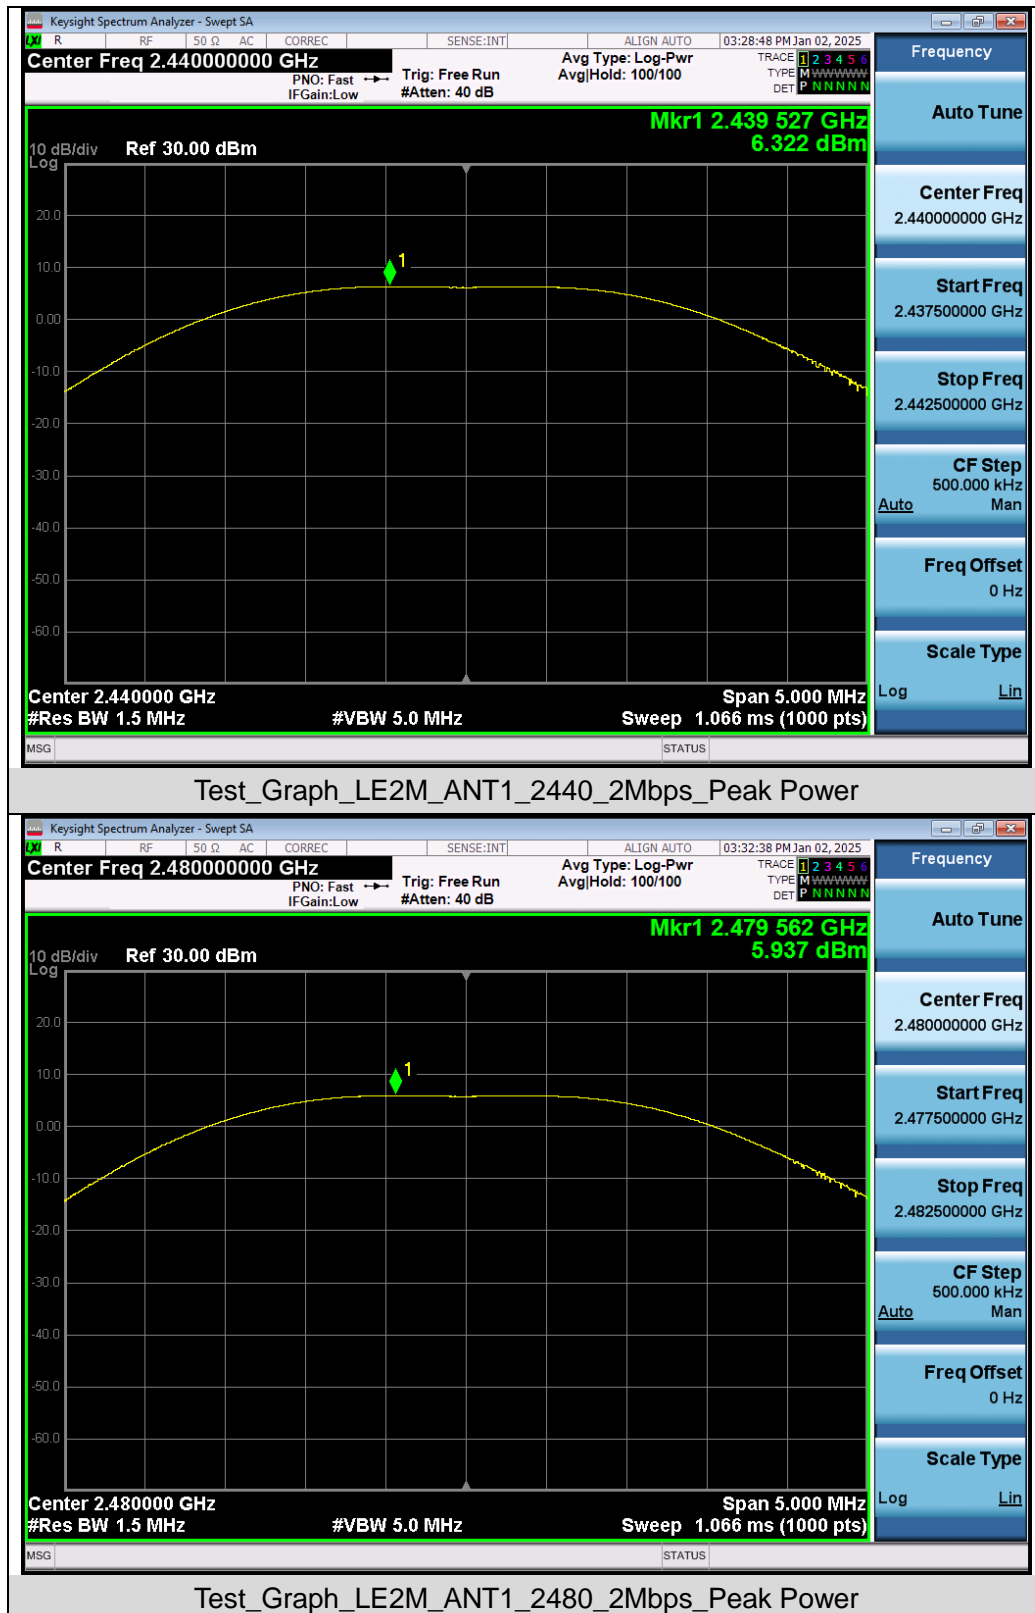 Keysight Spectrum Analyzer - Swept SA
LXI R RF 50 Ω AC CORREC SENSE:INT ALIGN AUTO 03:28:48 PM Jan 02, 2025
Center Freq 2.440000000 GHz
PNO: Fast
IFGain:Low
Trig: Free Run
#Atten: 40 dB
Avg Type: Log-Pwr
Avg|Hold: 100/100
TRACE 1 2 3 4 5 6
TYPE M WWWWW
DET P N N N N N
Mkr1 2.439 527 GHz
6.322 dBm
10 dB/div Ref 30.00 dBm
Log
20.0
10.0
1
0.00
-10.0
-20.0
-30.0
-40.0
-50.0
-60.0
Center 2.440000 GHz Span 5.000 MHz
#Res BW 1.5 MHz #VBW 5.0 MHz Sweep 1.066 ms (1000 pts)
MSG STATUS
Frequency
Auto Tune
Center Freq
2.440000000 GHz
Start Freq
2.437500000 GHz
Stop Freq
2.442500000 GHz
CF Step
500.000 kHz
Auto Man
Freq Offset
0 Hz
Scale Type
Log Lin
Test_Graph_LE2M_ANT1_2440_2Mbps_Peak Power
Keysight Spectrum Analyzer - Swept SA
LXI R RF 50 Ω AC CORREC SENSE:INT ALIGN AUTO 03:32:38 PM Jan 02, 2025
Center Freq 2.480000000 GHz
PNO: Fast
IFGain:Low
Trig: Free Run
#Atten: 40 dB
Avg Type: Log-Pwr
Avg|Hold: 100/100
TRACE 1 2 3 4 5 6
TYPE M WWWWW
DET P N N N N N
Mkr1 2.479 562 GHz
5.937 dBm
10 dB/div Ref 30.00 dBm
Log
20.0
10.0
1
0.00
-10.0
-20.0
-30.0
-40.0
-50.0
-60.0
Center 2.480000 GHz Span 5.000 MHz
#Res BW 1.5 MHz #VBW 5.0 MHz Sweep 1.066 ms (1000 pts)
MSG STATUS
Frequency
Auto Tune
Center Freq
2.480000000 GHz
Start Freq
2.477500000 GHz
Stop Freq
2.482500000 GHz
CF Step
500.000 kHz
Auto Man
Freq Offset
0 Hz
Scale Type
Log Lin
Test_Graph_LE2M_ANT1_2480_2Mbps_Peak Power